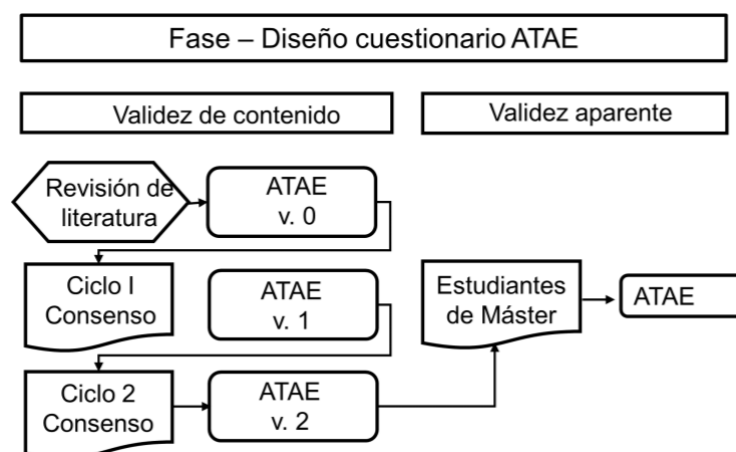 Fase – Diseño cuestionario ATAE
Validez de contenido
Validez aparente
Revisión de
literatura
ATAE
v. 0
Ciclo I
Consenso
ATAE
v. 1
Estudiantes
de Máster
ATAE
Ciclo 2
Consenso
ATAE
v. 2